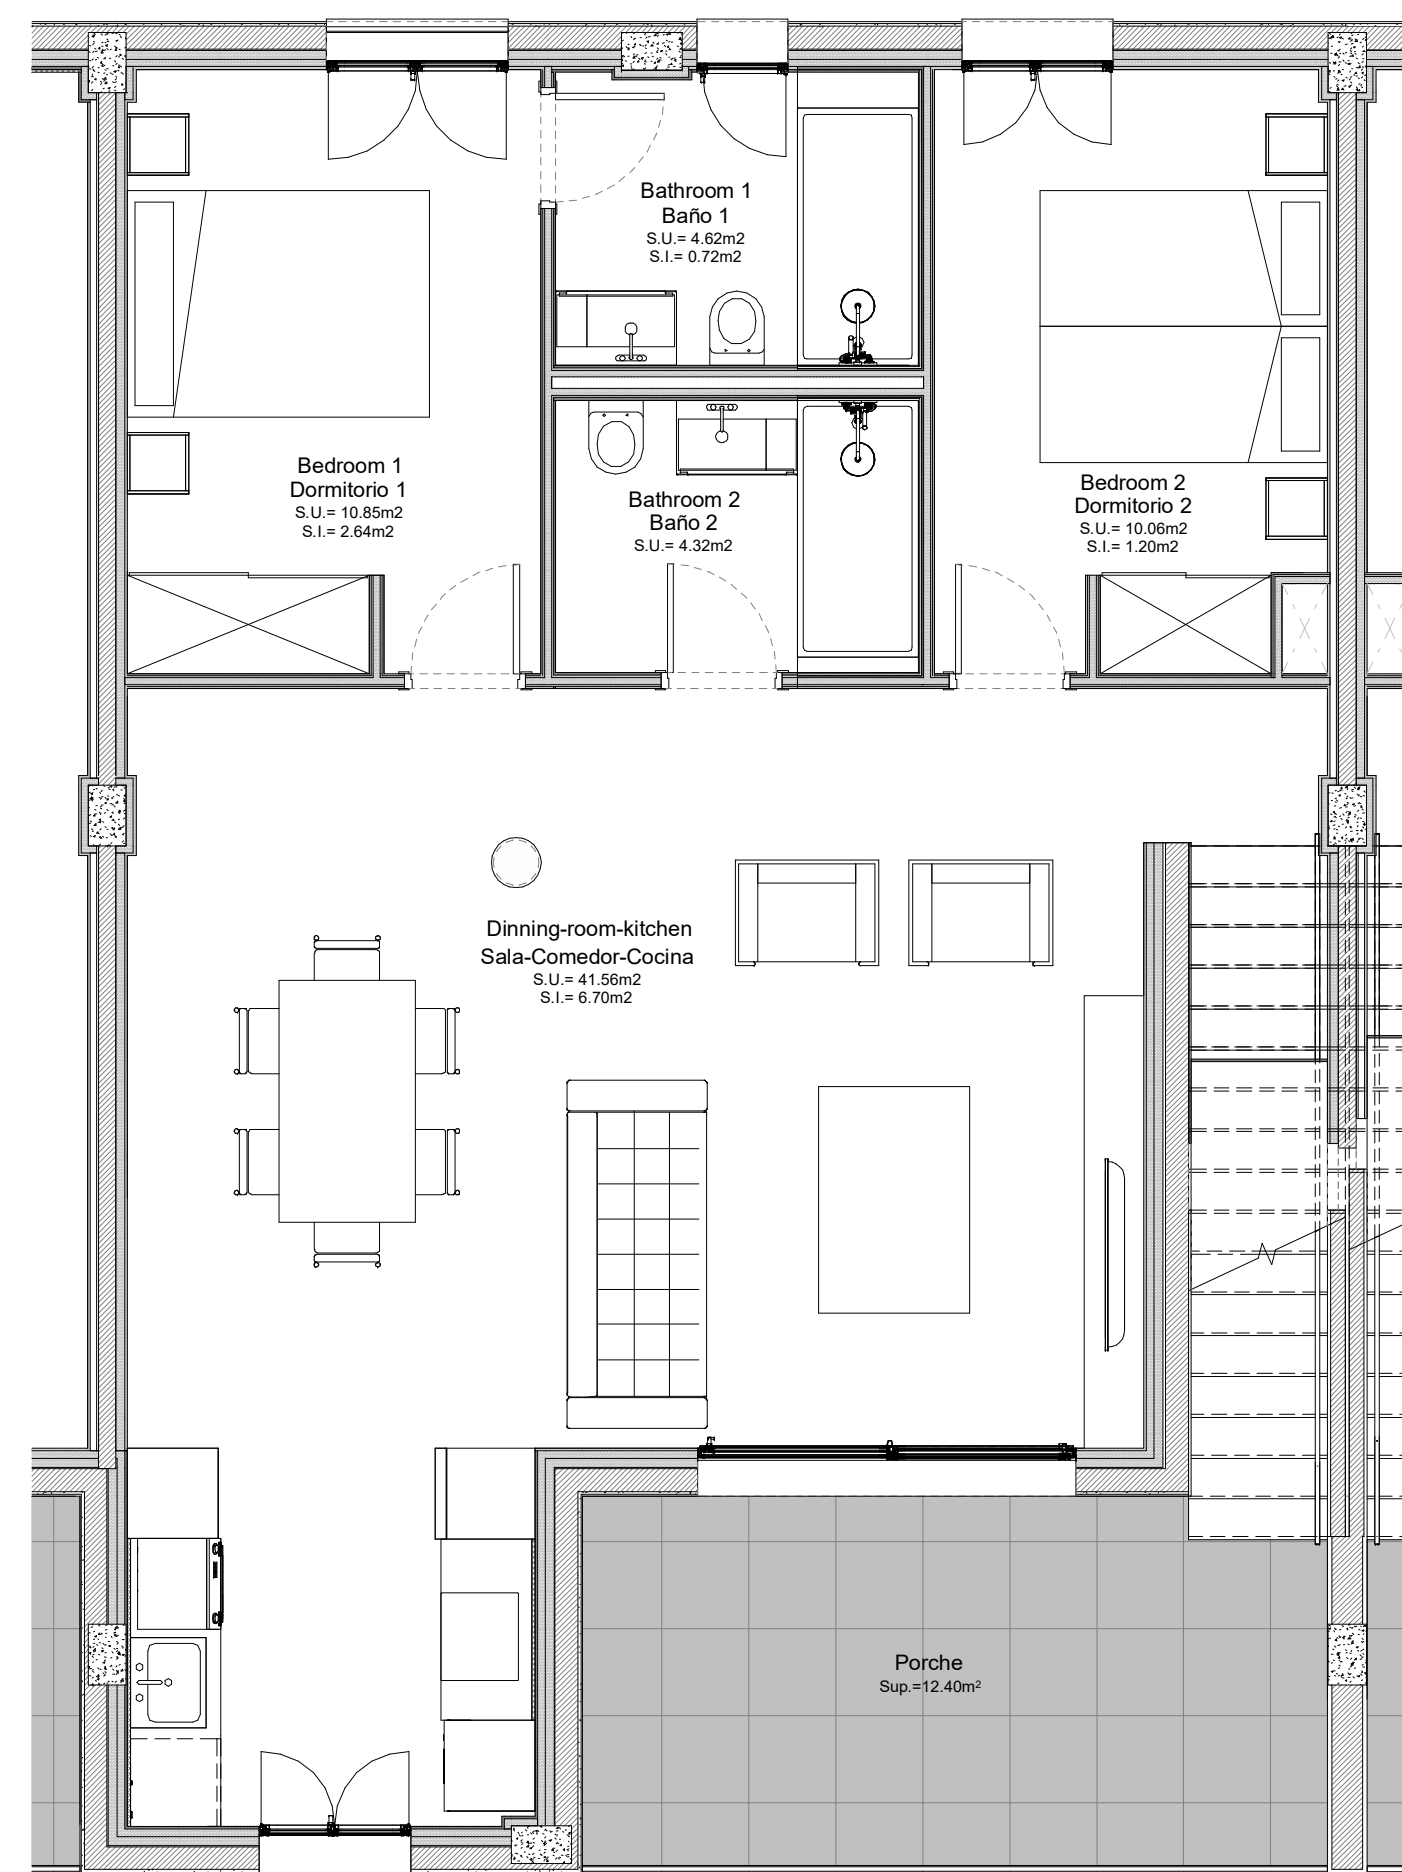 Bathroom 1
Baño 1
S.U.= 4.62m2
S.I.= 0.72m2
Bedroom 1
Dormitorio 1
S.U.= 10.85m2
S.I.= 2.64m2
Bathroom 2
Baño 2
S.U.= 4.32m2
Bedroom 2
Dormitorio 2
S.U.= 10.06m2
S.I.= 1.20m2
Dinning-room-kitchen
Sala-Comedor-Cocina
S.U.= 41.56m2
S.I.= 6.70m2
Porche
Sup.=12.40m²